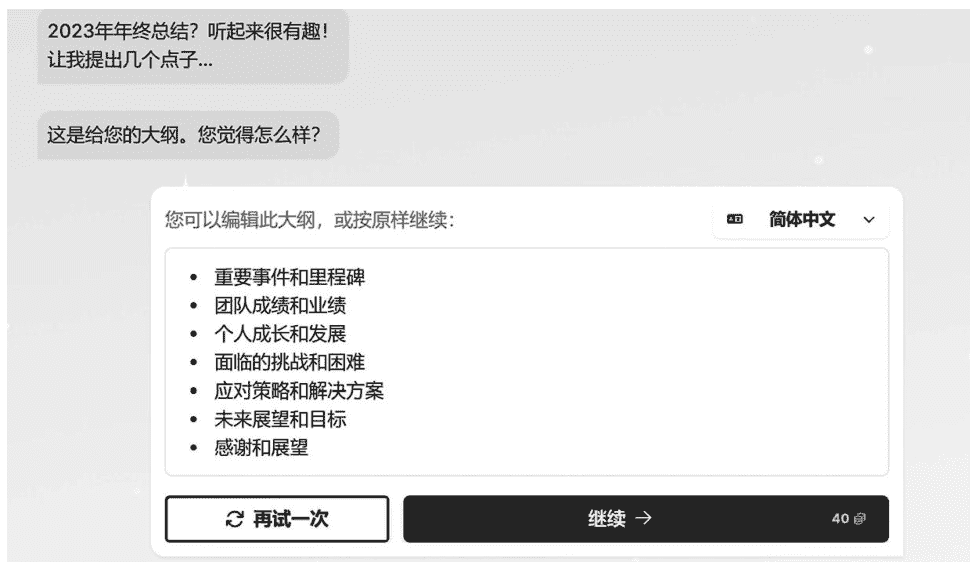 2023年年终总结？听起来很有趣！
让我提出几个点子...
这是给您的大纲。您觉得怎么样？
您可以编辑此大纲，或按原样继续：
简体中文
• 重要事件和里程碑
• 团队成绩和业绩
• 个人成长和发展
• 面临的挑战和困难
• 应对策略和解决方案
• 未来展望和目标
• 感谢和展望
再试一次
继续 → 40